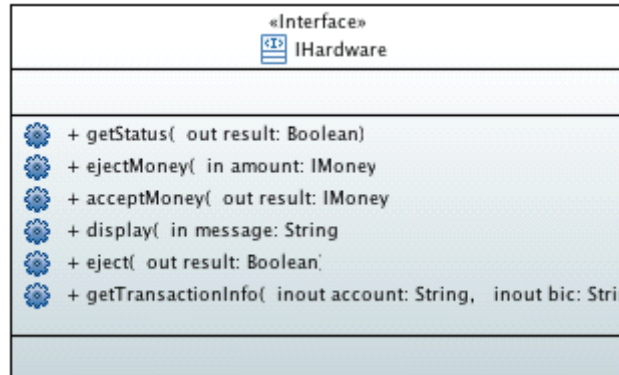 «Interface»
IHardware
+ getStatus( out result: Boolean)
+ ejectMoney( in amount: IMoney
+ acceptMoney( out result: IMoney
+ display( in message: String
+ eject( out result: Boolean)
+ getTransactionInfo( inout account: String, inout bic: Stri